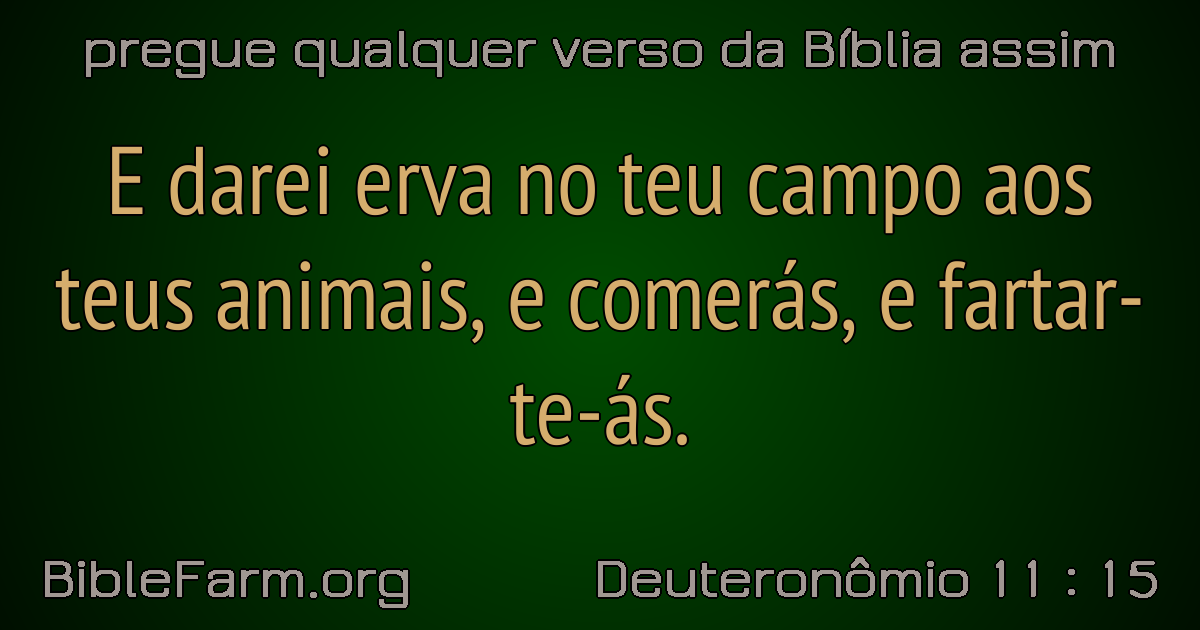 pregue qualquer verso da Bíblia assim
E darei erva no teu campo aos
teus animais, e comerás, e fartar-
te-ás.
BibleFarm.org
Deuteronômio 11 : 15